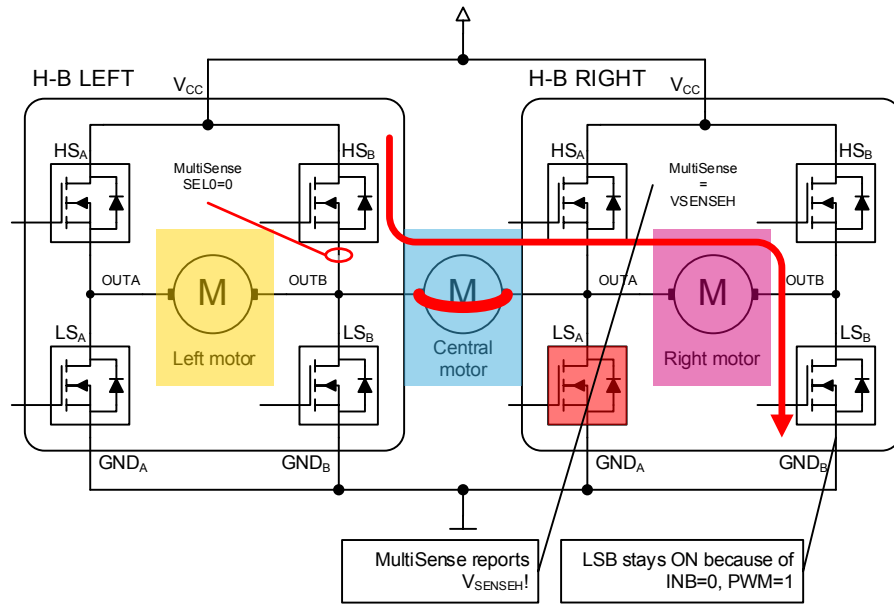 H-B LEFT
H-B RIGHT
VCC
VCC
HSA
HSB
HSA
HSB
MultiSense
SEL0=0
MultiSense
=
VSENSEH
OUTA
M
OUTB
M
OUTA
M
OUTB
LSA
LSB
LSA
LSB
Left motor
Central
motor
Right motor
GNDA
GNDB
GNDA
GNDB
MultiSense reports
VSENSEH!
LSB stays ON because of
INB=0, PWM=1